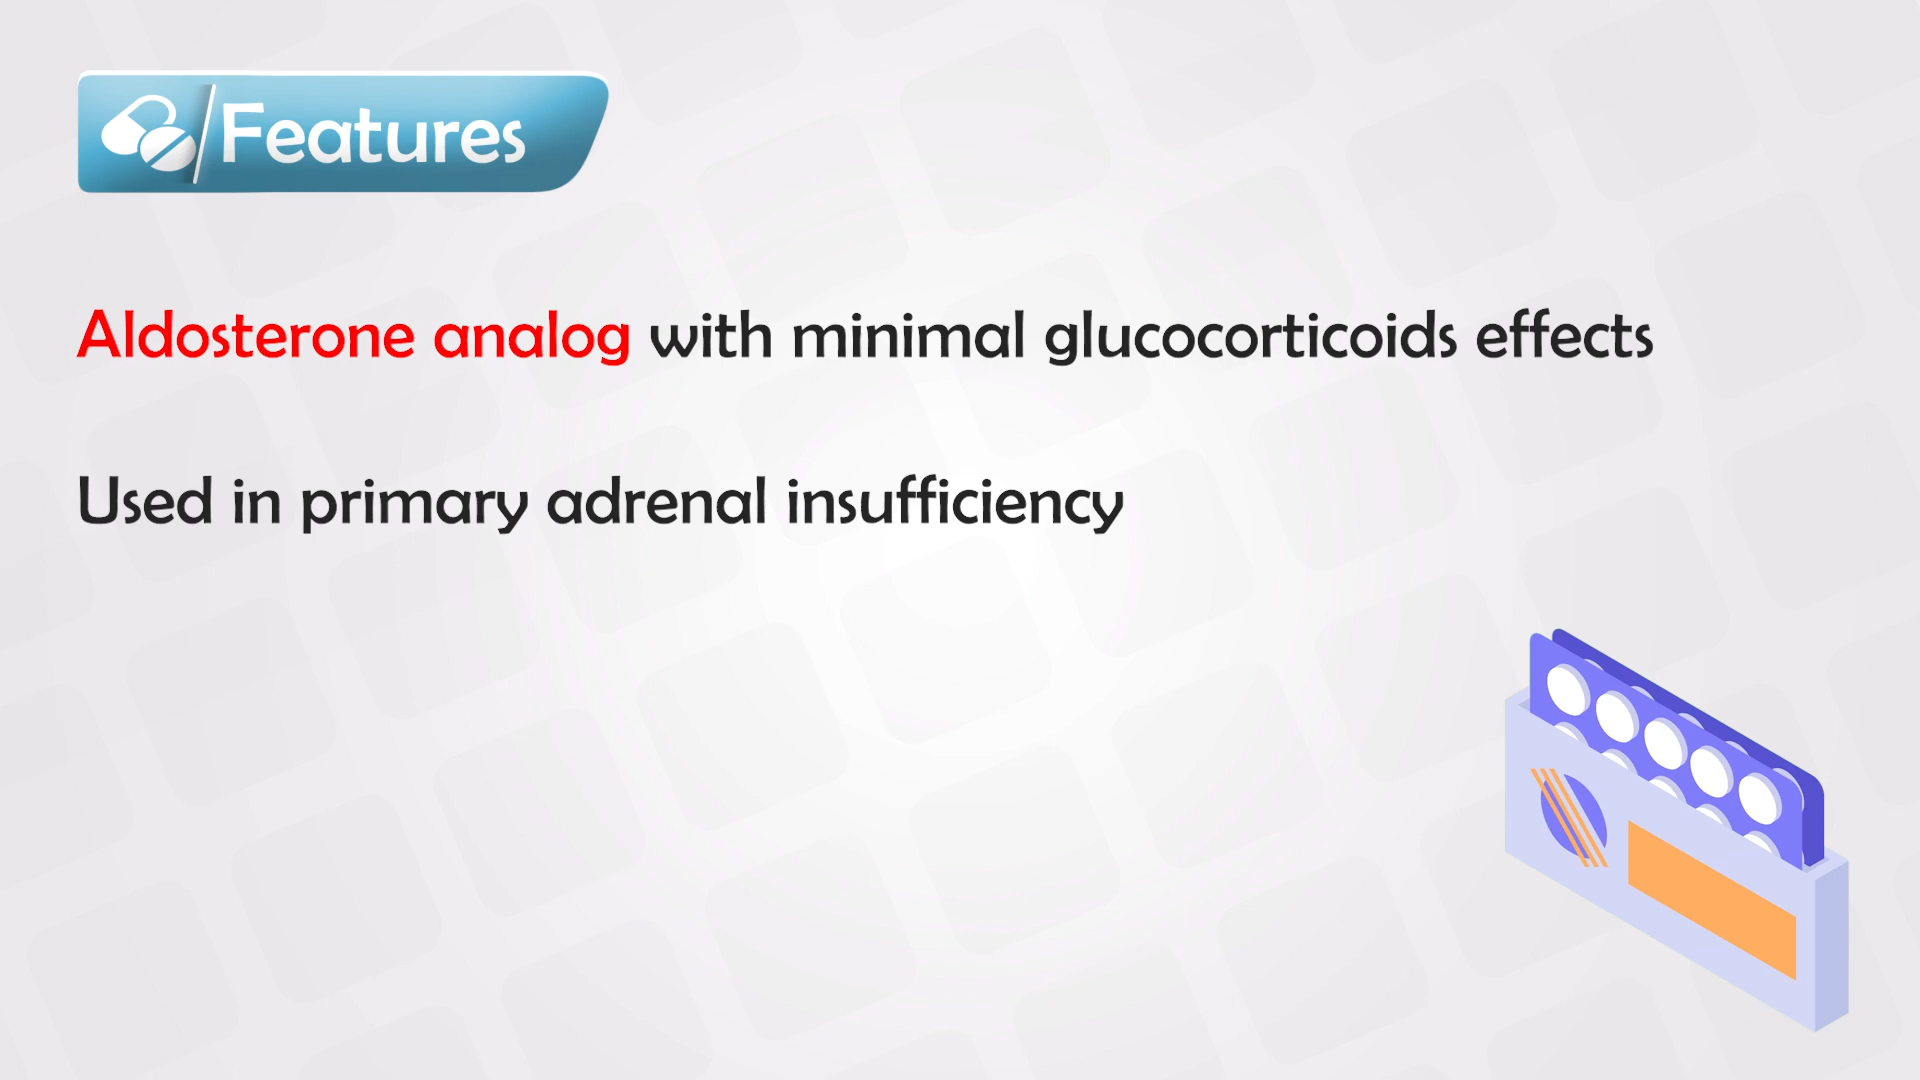 Features
Aldosterone analog with minimal glucocorticoids effects
Used in primary adrenal insufficiency